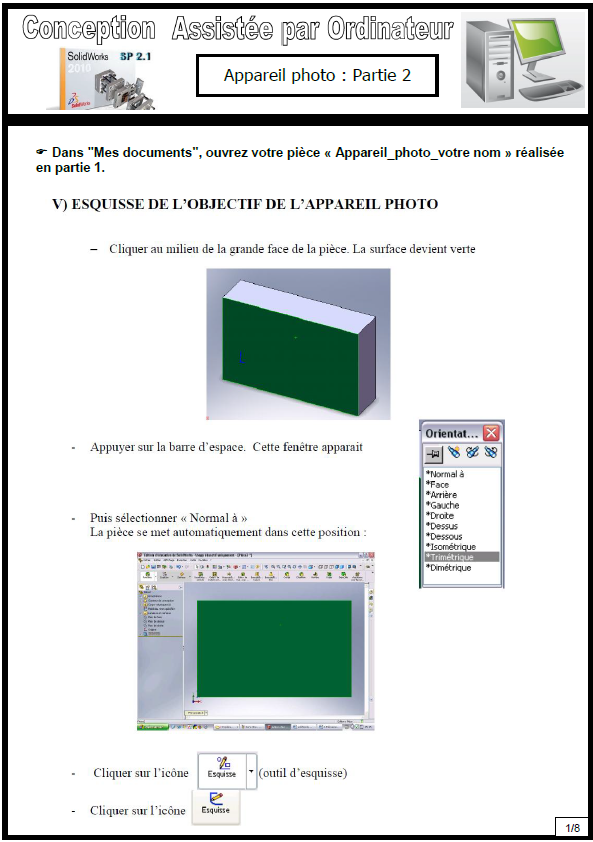 Conception Assistée par Ordinateur
SolidWorks SP 2.1
2010
SolidWorks
Appareil photo : Partie 2
☞ Dans "Mes documents", ouvrez votre pièce « Appareil_photo_votre nom » réalisée
en partie 1.
V) ESQUISSE DE L'OBJECTIF DE L'APPAREIL PHOTO
– Cliquer au milieu de la grande face de la pièce. La surface devient verte
- Appuyer sur la barre d'espace. Cette fenêtre apparait
Orientat...
*Normal à
*Face
*Arrière
*Gauche
*Droite
*Dessus
*Dessous
*Isométrique
*Trimétrique
*Dimétrique
- Puis sélectionner « Normal à »
La pièce se met automatiquement dans cette position :
- Cliquer sur l'icône Esquisse (outil d'esquisse)
- Cliquer sur l'icône Esquisse
1/8